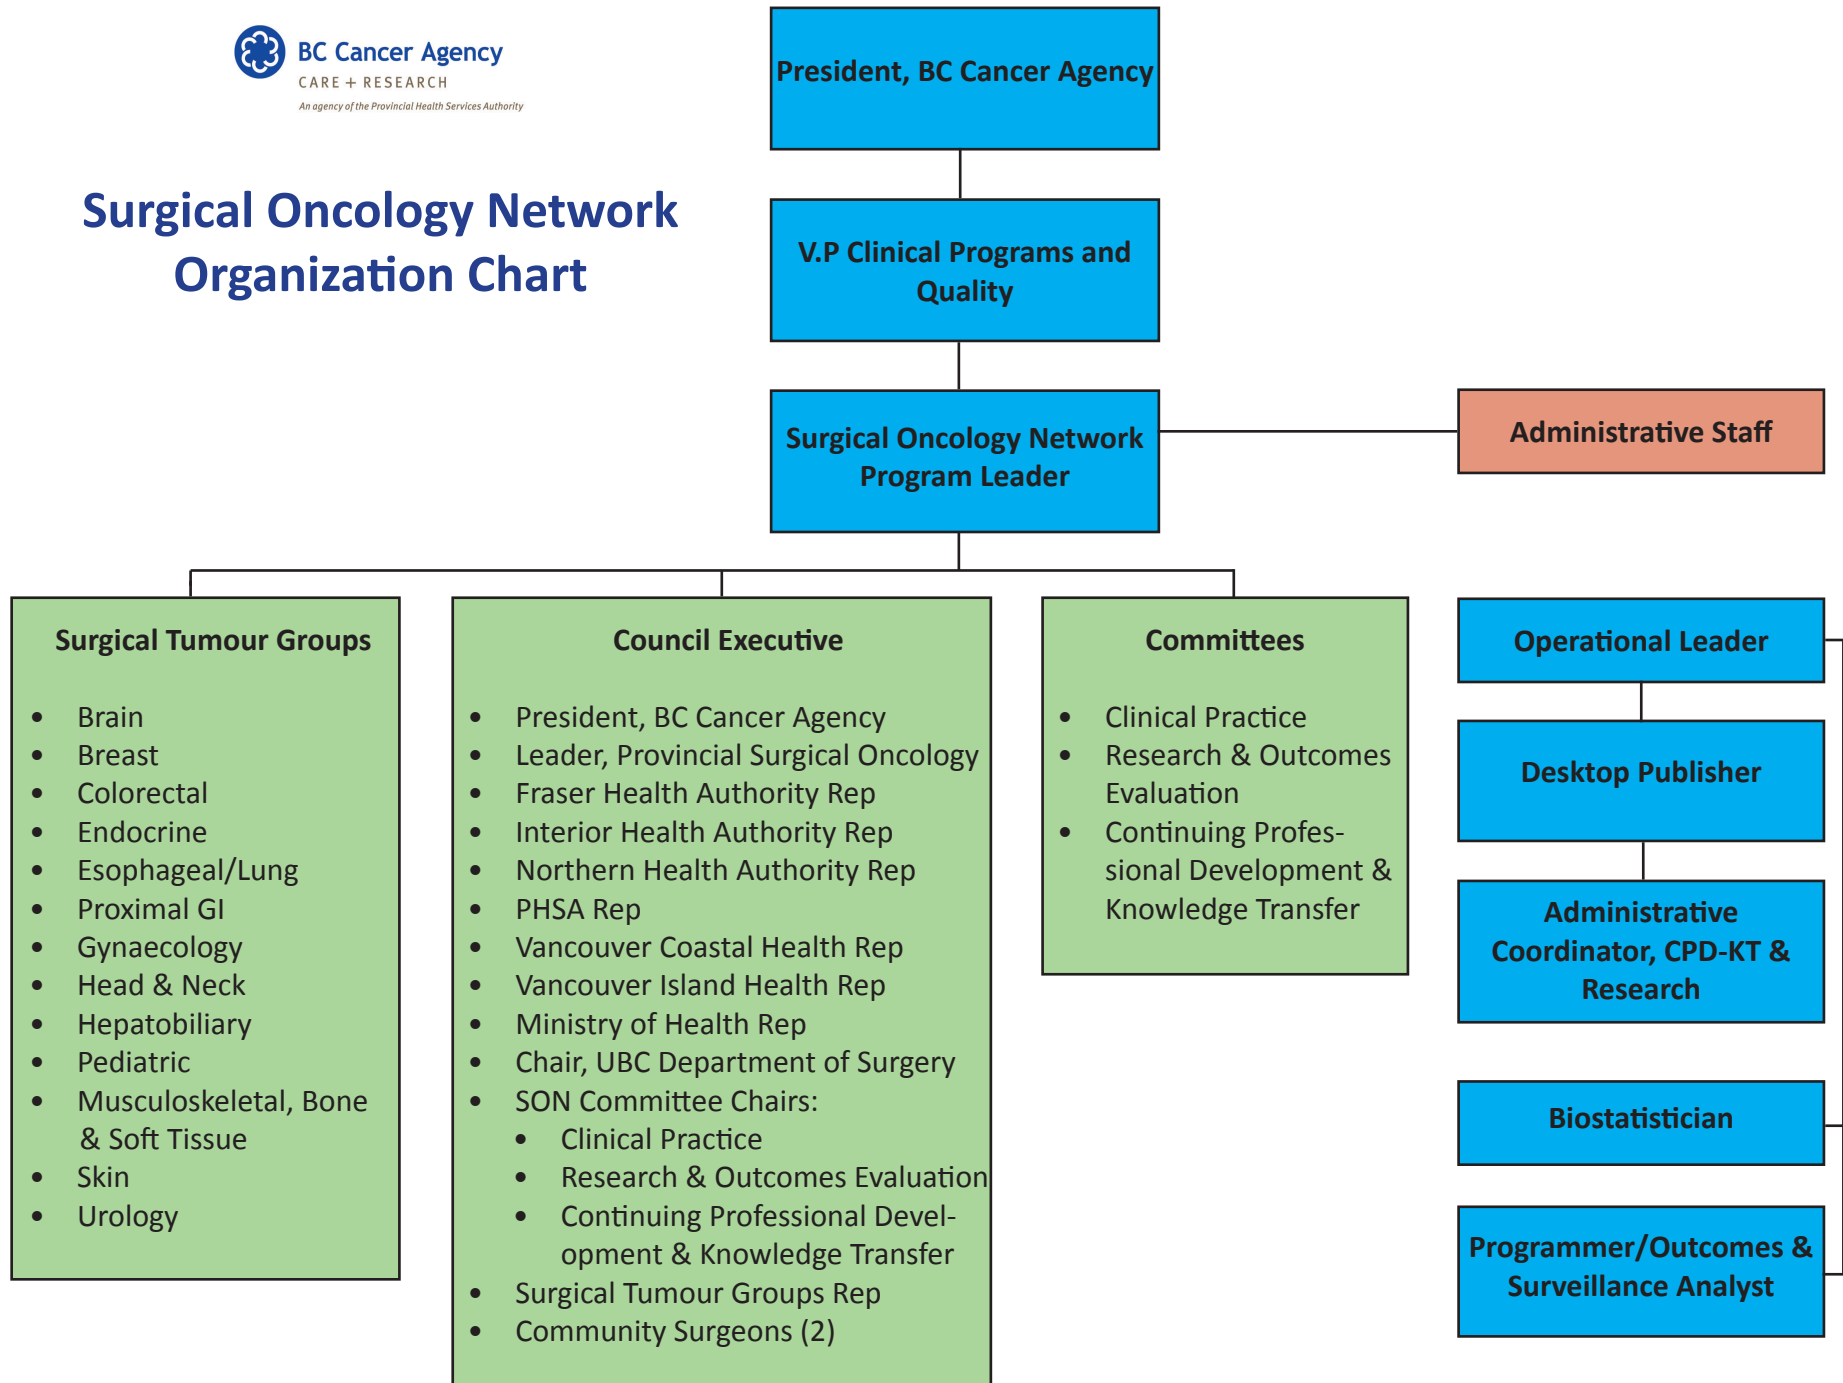 BC Cancer Agency
CARE + RESEARCH
An agency of the Provincial Health Services Authority
Surgical Oncology Network
Organization Chart
President, BC Cancer Agency
V.P Clinical Programs and
Quality
Surgical Oncology Network
Program Leader
Administrative Staff
Surgical Tumour Groups
• Brain
• Breast
• Colorectal
• Endocrine
• Esophageal/Lung
• Proximal GI
• Gynaecology
• Head & Neck
• Hepatobiliary
• Pediatric
• Musculoskeletal, Bone
& Soft Tissue
• Skin
• Urology
Council Executive
• President, BC Cancer Agency
• Leader, Provincial Surgical Oncology
• Fraser Health Authority Rep
• Interior Health Authority Rep
• Northern Health Authority Rep
• PHSA Rep
• Vancouver Coastal Health Rep
• Vancouver Island Health Rep
• Ministry of Health Rep
• Chair, UBC Department of Surgery
• SON Committee Chairs:
• Clinical Practice
• Research & Outcomes Evaluation
• Continuing Professional Devel-
opment & Knowledge Transfer
• Surgical Tumour Groups Rep
• Community Surgeons (2)
Committees
• Clinical Practice
• Research & Outcomes
Evaluation
• Continuing Profes-
sional Development &
Knowledge Transfer
Operational Leader
Desktop Publisher
Administrative
Coordinator, CPD-KT &
Research
Biostatistician
Programmer/Outcomes &
Surveillance Analyst